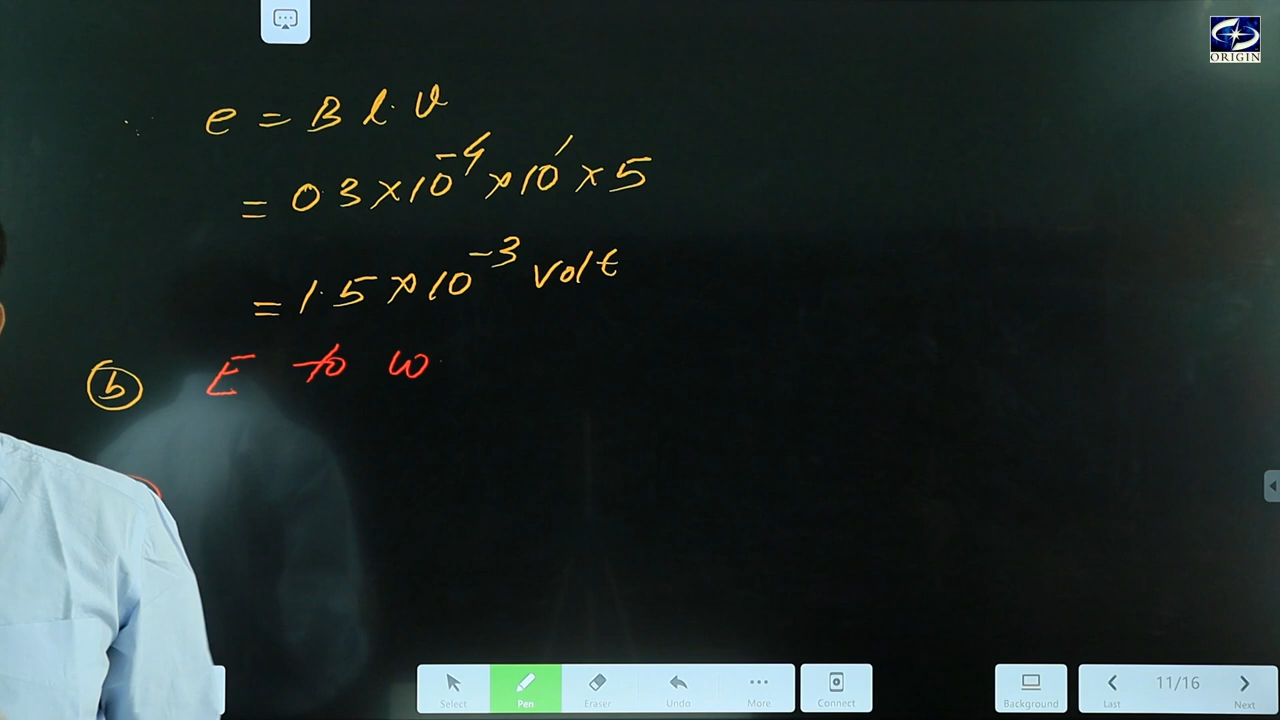 ORIGIN
e = B l. v
= 0 3 × 10⁻⁴ × 10¹ × 5
= 1.5 × 10⁻³ volt
(b) E to w
Select Pen Eraser Undo More Connect Background 11/16 Last Next